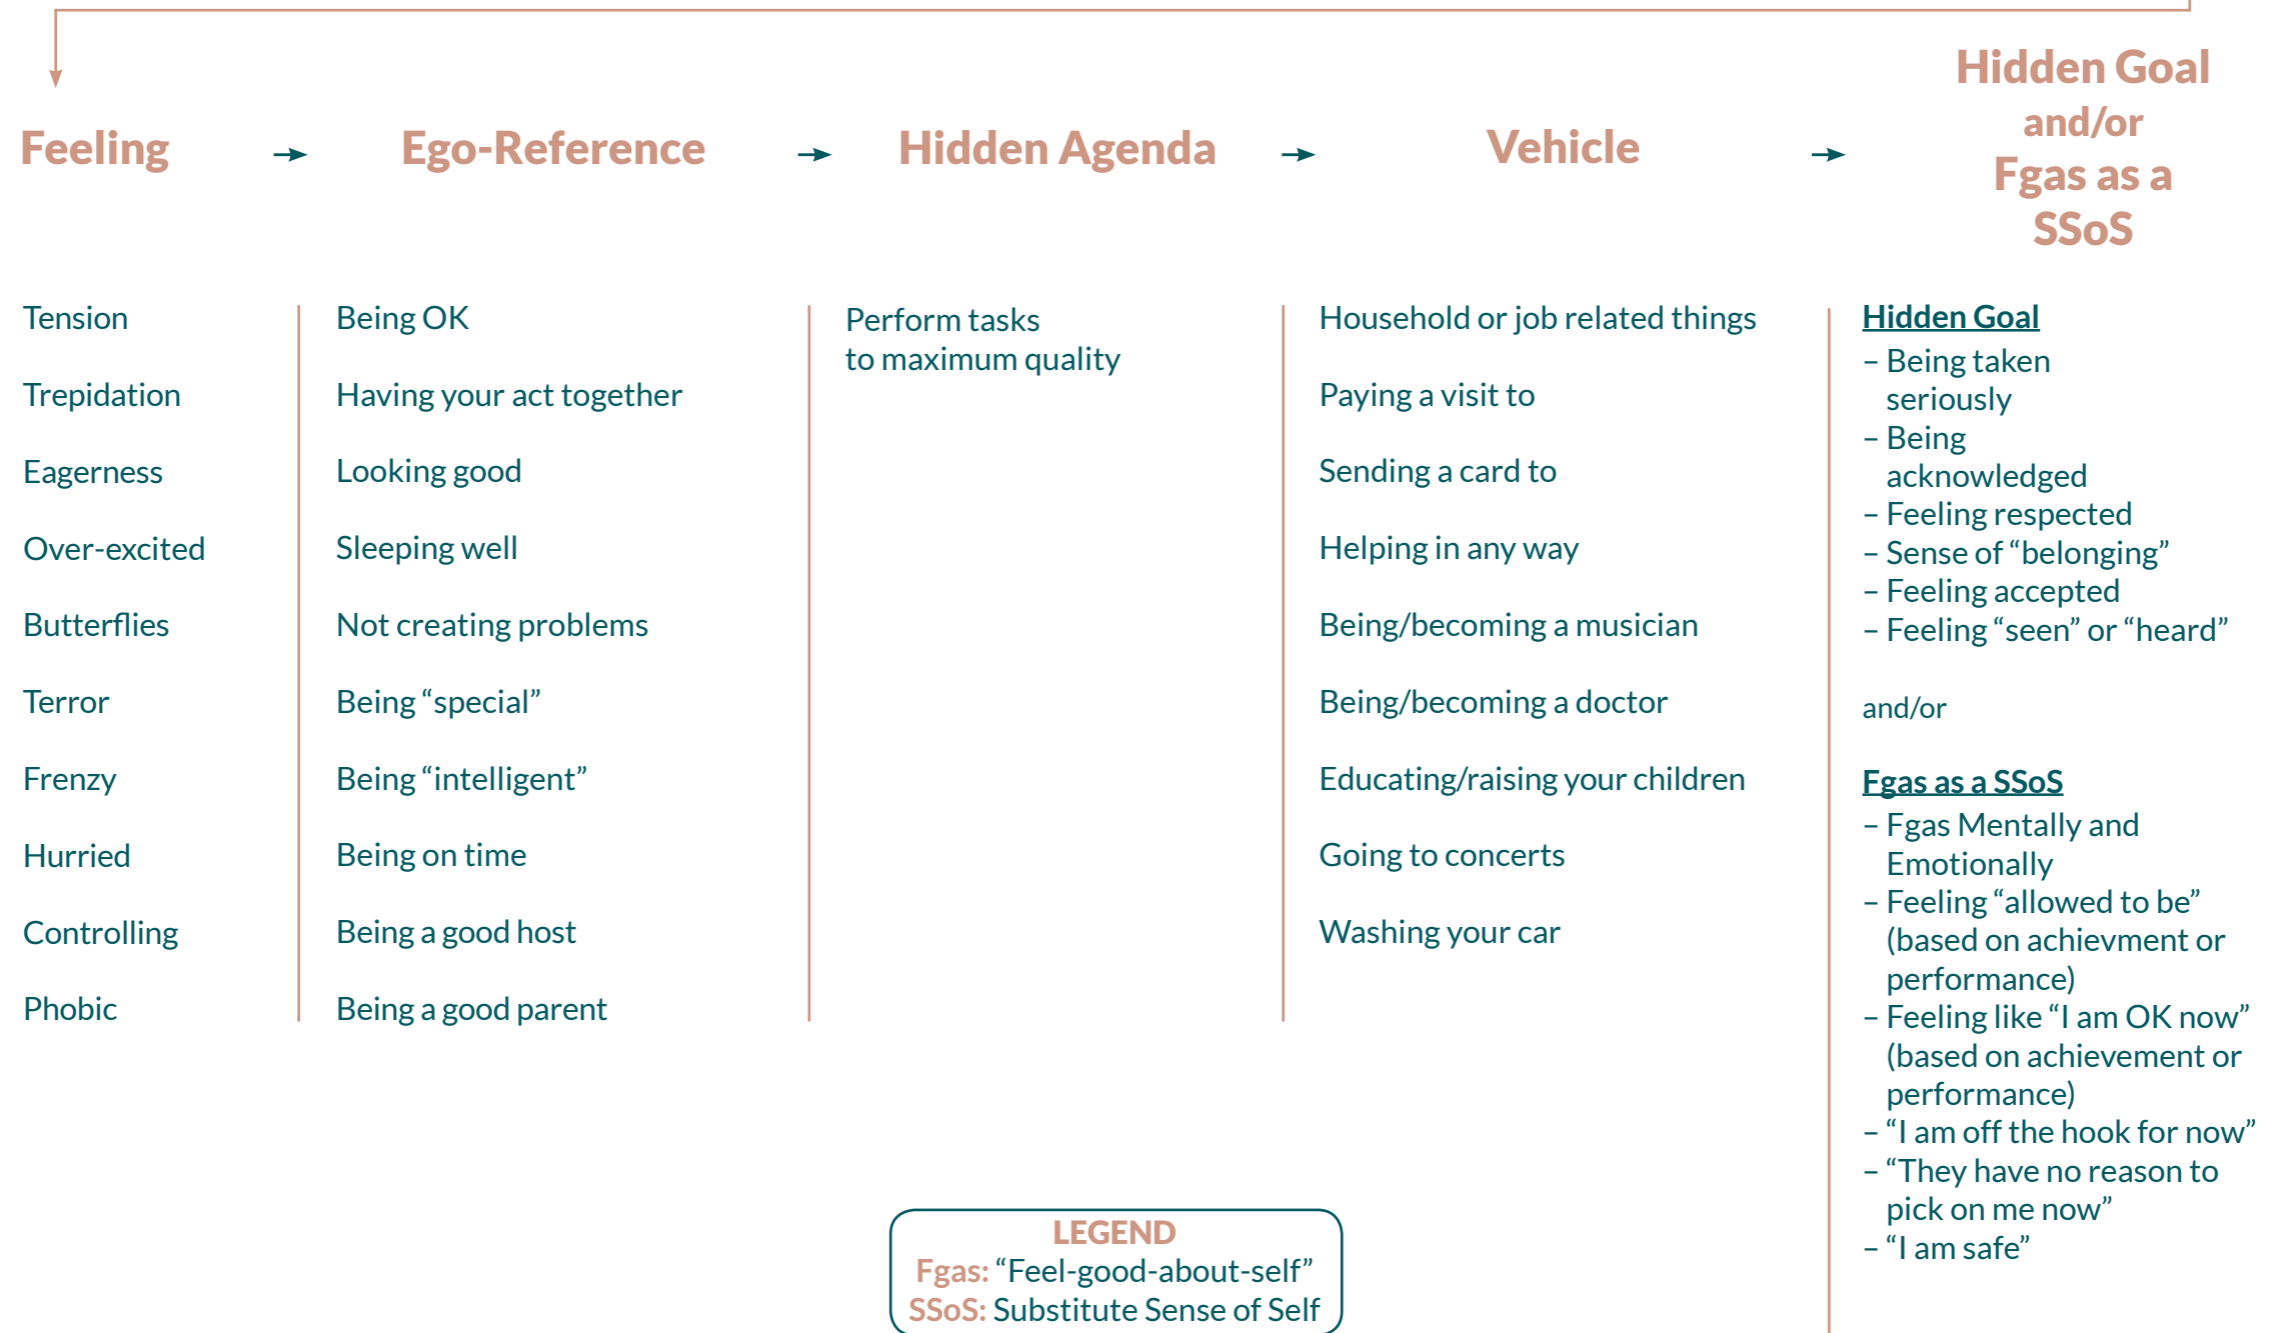 Feeling
Ego-Reference
Hidden Agenda
Vehicle
Hidden Goal
and/or
Fgas as a
SSoS
Tension
Trepidation
Eagerness
Over-excited
Butterflies
Terror
Frenzy
Hurried
Controlling
Phobic
Being OK
Having your act together
Looking good
Sleeping well
Not creating problems
Being “special”
Being “intelligent”
Being on time
Being a good host
Being a good parent
Perform tasks
to maximum quality
Household or job related things
Paying a visit to
Sending a card to
Helping in any way
Being/becoming a musician
Being/becoming a doctor
Educating/raising your children
Going to concerts
Washing your car
Hidden Goal
– Being taken
seriously
– Being
acknowledged
– Feeling respected
– Sense of “belonging”
– Feeling accepted
– Feeling “seen” or “heard”
and/or
Fgas as a SSoS
– Fgas Mentally and
Emotionally
– Feeling “allowed to be”
(based on achievment or
performance)
– Feeling like “I am OK now”
(based on achievement or
performance)
– “I am off the hook for now”
– “They have no reason to
pick on me now”
– “I am safe”
LEGEND
Fgas: “Feel-good-about-self”
SSoS: Substitute Sense of Self